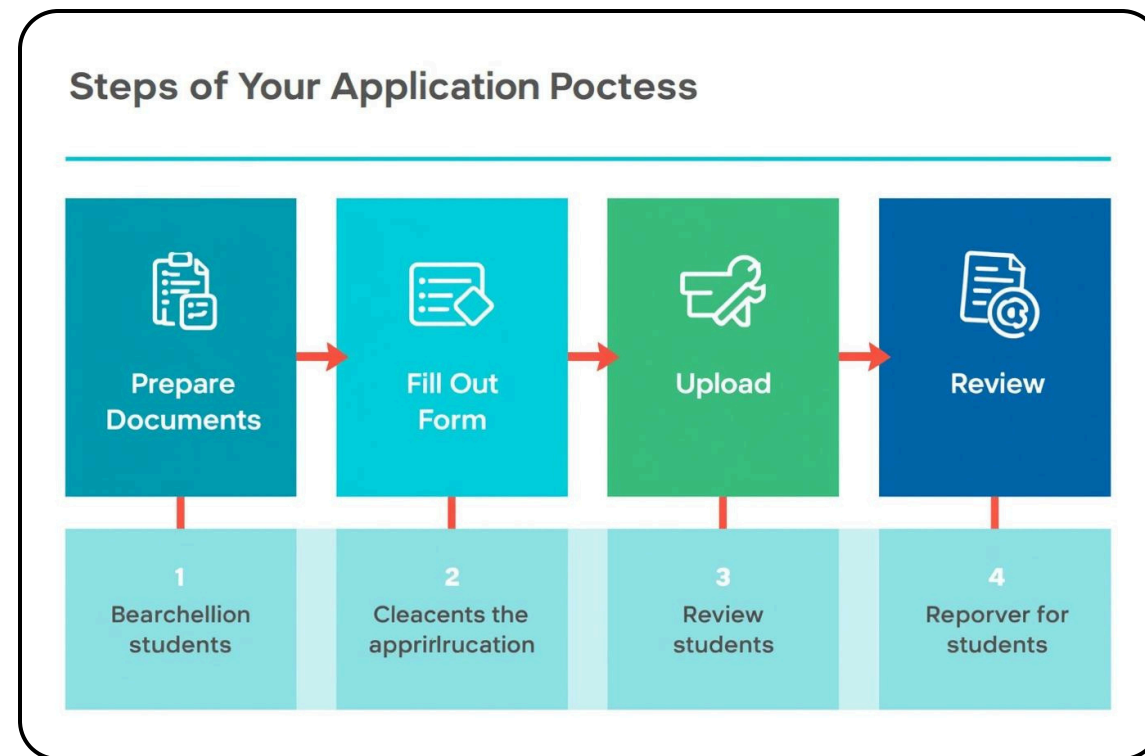 Steps of Your Application Poctess
Prepare
Documents
Fill Out
Form
Upload
Review
1
Bearchellion
students
2
Cleacents the
apprirlrucation
3
Review
students
4
Reporver for
students